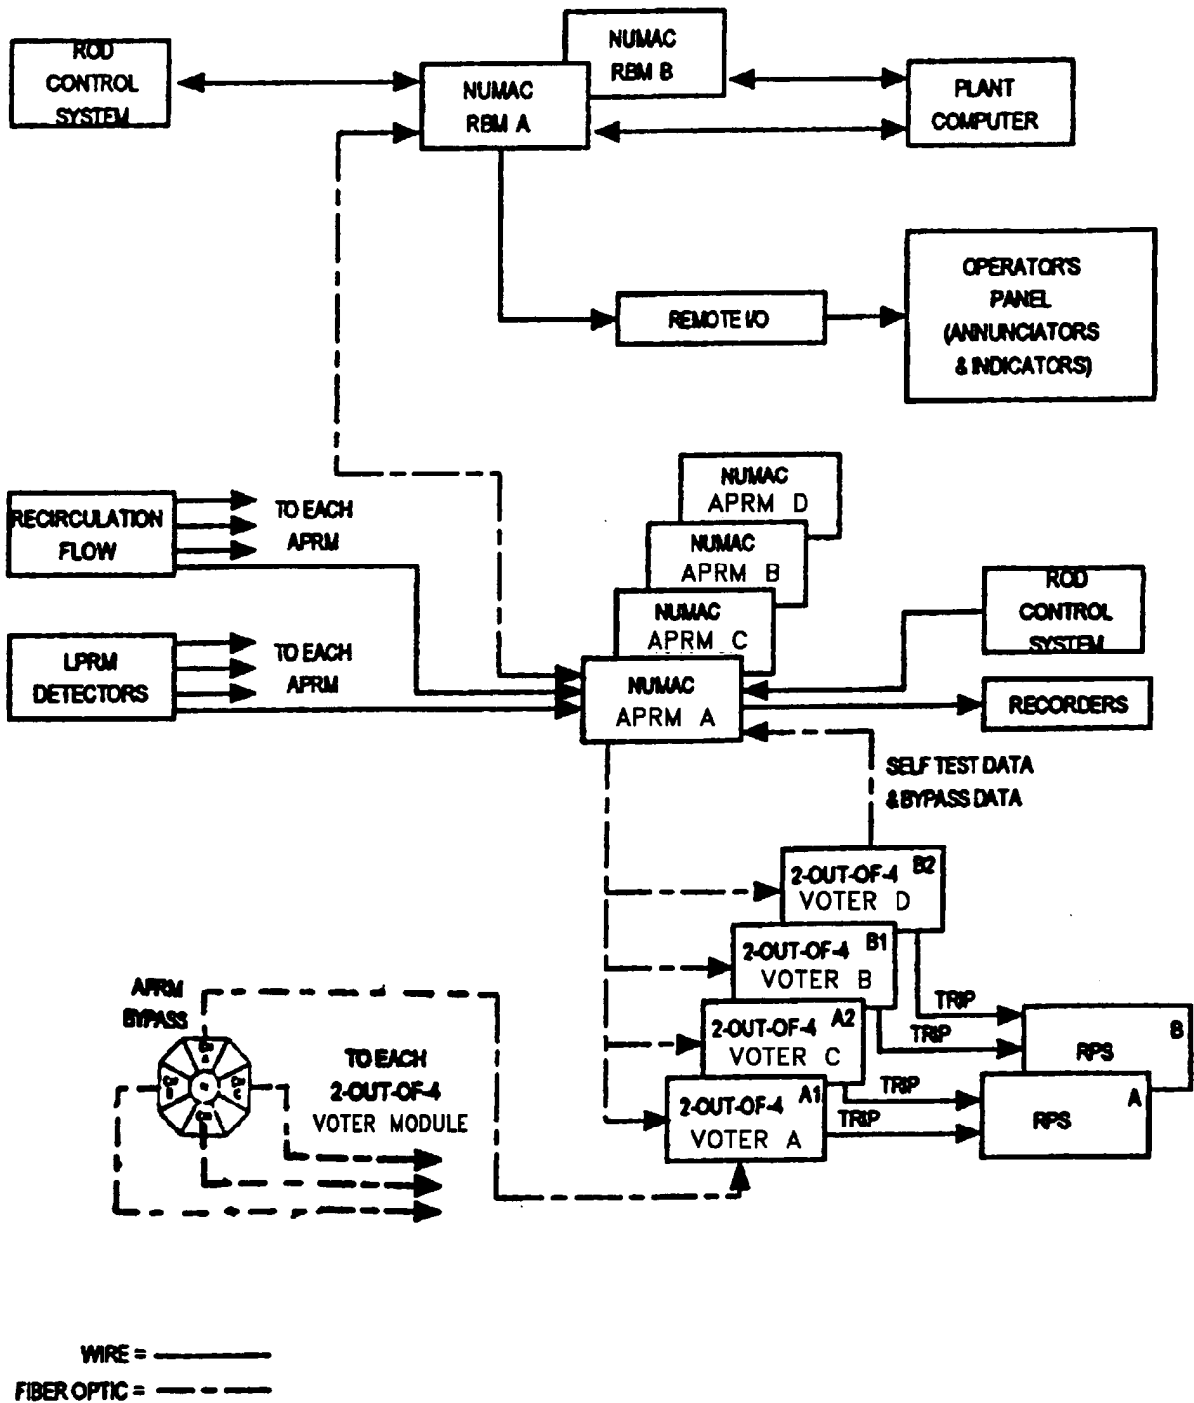 ROD
CONTROL
SYSTEM
NUMAC
RBM B
NUMAC
RBM A
PLANT
COMPUTER
OPERATOR'S
PANEL
(ANNUNCIATORS
& INDICATORS)
REMOTE I/O
NUMAC
APRM D
NUMAC
APRM B
NUMAC
APRM C
NUMAC
APRM A
RECIRCULATION
FLOW
TO EACH
APRM
LPRM
DETECTORS
TO EACH
APRM
ROD
CONTROL
SYSTEM
RECORDERS
SELF TEST DATA
& BYPASS DATA
2-OUT-OF-4 B2
VOTER D
2-OUT-OF-4 B1
VOTER B
2-OUT-OF-4 A2
VOTER C
2-OUT-OF-4 A1
VOTER A
TRIP
TRIP
TRIP
TRIP
RPS B
RPS A
APRM
BYPASS
TO EACH
2-OUT-OF-4
VOTER MODULE
WIRE =
FIBER OPTIC =